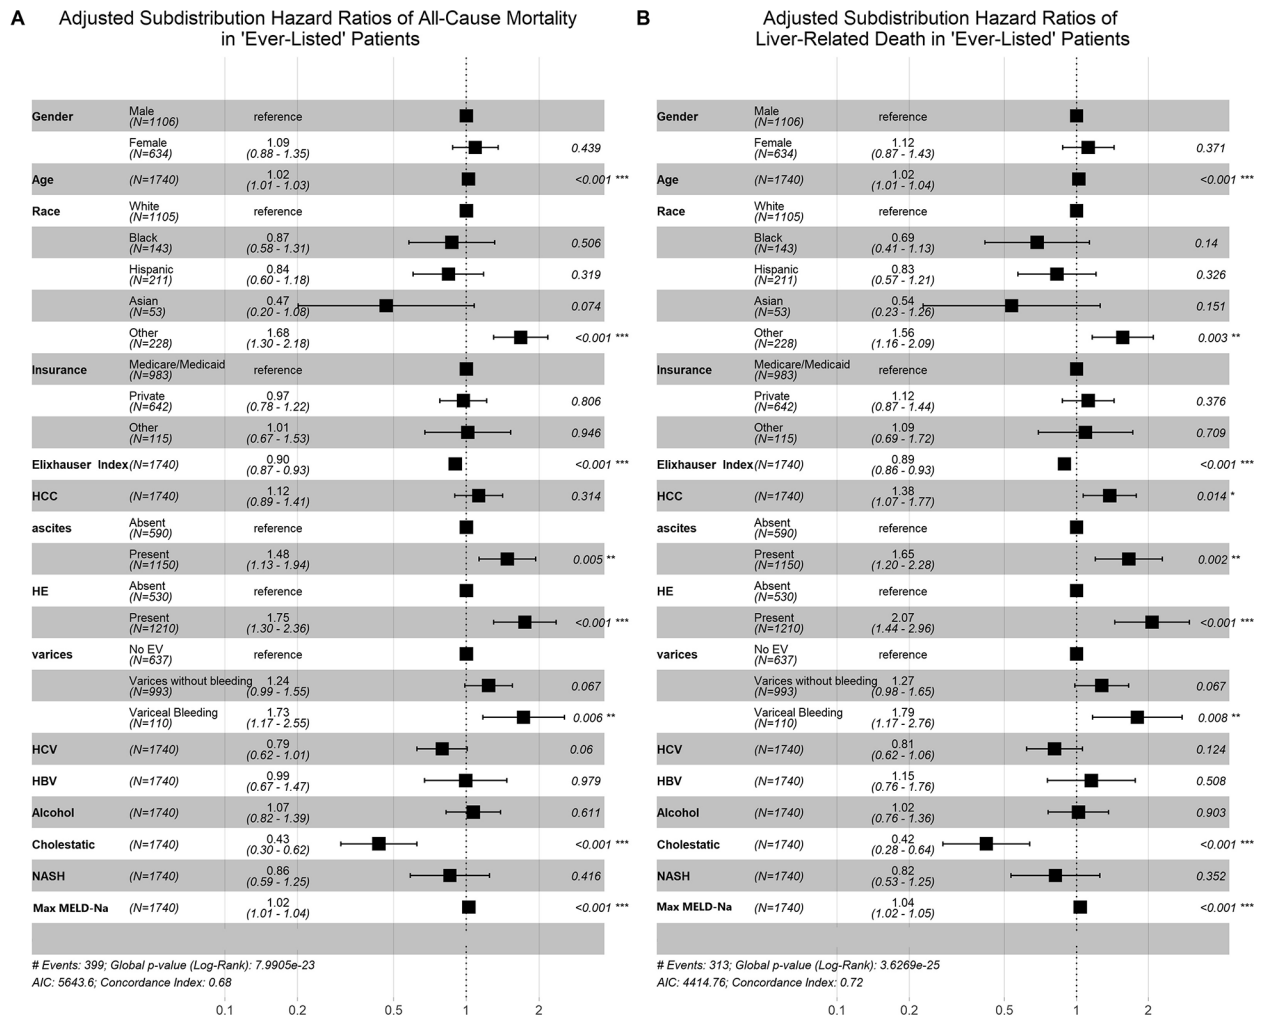 A
Adjusted Subdistribution Hazard Ratios of All-Cause Mortality
in 'Ever-Listed' Patients
Gender
Male
(N=1106)
reference
Female
(N=634)
1.09
(0.88 - 1.35)
0.439
Age
(N=1740)
1.02
(1.01 - 1.03)
<0.001 ***
Race
White
(N=1105)
reference
Black
(N=143)
0.87
(0.58 - 1.31)
0.506
Hispanic
(N=211)
0.84
(0.60 - 1.18)
0.319
Asian
(N=53)
0.47
(0.20 - 1.08)
0.074
Other
(N=228)
1.68
(1.30 - 2.18)
<0.001 ***
Insurance
Medicare/Medicaid
(N=983)
reference
Private
(N=642)
0.97
(0.78 - 1.22)
0.806
Other
(N=115)
1.01
(0.67 - 1.53)
0.946
Elixhauser Index
(N=1740)
0.90
(0.87 - 0.93)
<0.001 ***
HCC
(N=1740)
1.12
(0.89 - 1.41)
0.314
ascites
Absent
(N=590)
reference
Present
(N=1150)
1.48
(1.13 - 1.94)
0.005 **
HE
Absent
(N=530)
reference
Present
(N=1210)
1.75
(1.30 - 2.36)
<0.001 ***
varices
No EV
(N=637)
reference
Varices without bleeding
(N=993)
1.24
(0.99 - 1.55)
0.067
Variceal Bleeding
(N=110)
1.73
(1.17 - 2.55)
0.006 **
HCV
(N=1740)
0.79
(0.62 - 1.01)
0.06
HBV
(N=1740)
0.99
(0.67 - 1.47)
0.979
Alcohol
(N=1740)
1.07
(0.82 - 1.39)
0.611
Cholestatic
(N=1740)
0.43
(0.30 - 0.62)
<0.001 ***
NASH
(N=1740)
0.86
(0.59 - 1.25)
0.416
Max MELD-Na
(N=1740)
1.02
(1.01 - 1.04)
<0.001 ***
# Events: 399; Global p-value (Log-Rank): 7.9905e-23
AIC: 5643.6; Concordance Index: 0.68
0.1 0.2 0.5 1 2
B
Adjusted Subdistribution Hazard Ratios of
Liver-Related Death in 'Ever-Listed' Patients
Gender
Male
(N=1106)
reference
Female
(N=634)
1.12
(0.87 - 1.43)
0.371
Age
(N=1740)
1.02
(1.01 - 1.04)
<0.001 ***
Race
White
(N=1105)
reference
Black
(N=143)
0.69
(0.41 - 1.13)
0.14
Hispanic
(N=211)
0.83
(0.57 - 1.21)
0.326
Asian
(N=53)
0.54
(0.23 - 1.26)
0.151
Other
(N=228)
1.56
(1.16 - 2.09)
0.003 **
Insurance
Medicare/Medicaid
(N=983)
reference
Private
(N=642)
1.12
(0.87 - 1.44)
0.376
Other
(N=115)
1.09
(0.69 - 1.72)
0.709
Elixhauser Index
(N=1740)
0.89
(0.86 - 0.93)
<0.001 ***
HCC
(N=1740)
1.38
(1.07 - 1.77)
0.014 *
ascites
Absent
(N=590)
reference
Present
(N=1150)
1.65
(1.20 - 2.28)
0.002 **
HE
Absent
(N=530)
reference
Present
(N=1210)
2.07
(1.44 - 2.96)
<0.001 ***
varices
No EV
(N=637)
reference
Varices without bleeding
(N=993)
1.27
(0.98 - 1.65)
0.067
Variceal Bleeding
(N=110)
1.79
(1.17 - 2.76)
0.008 **
HCV
(N=1740)
0.81
(0.62 - 1.06)
0.124
HBV
(N=1740)
1.15
(0.76 - 1.76)
0.508
Alcohol
(N=1740)
1.02
(0.76 - 1.36)
0.903
Cholestatic
(N=1740)
0.42
(0.28 - 0.64)
<0.001 ***
NASH
(N=1740)
0.82
(0.53 - 1.25)
0.352
Max MELD-Na
(N=1740)
1.04
(1.02 - 1.05)
<0.001 ***
# Events: 313; Global p-value (Log-Rank): 3.6269e-25
AIC: 4414.76; Concordance Index: 0.72
0.1 0.2 0.5 1 2